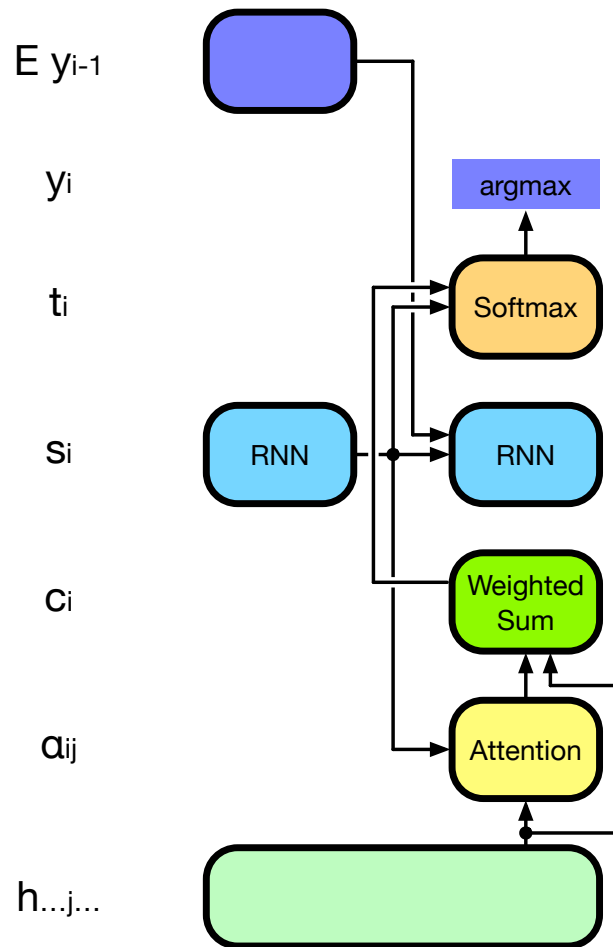 E yi-1
yi
argmax
ti
Softmax
si
RNN
RNN
ci
Weighted
Sum
αij
Attention
h...j...